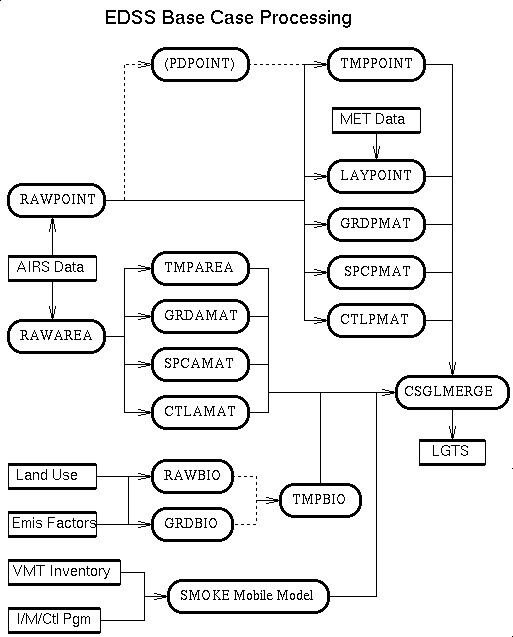 EDSS Base Case Processing
(PDPOINT)
TMPPOINT
MET Data
LAYPOINT
RAWPOINT
GRDPMAT
AIRS Data
TMPAREA
SPCPMAT
RAWAREA
GRDAMAT
CTLPMAT
SPCAMAT
CSGLMERGE
CTLAMAT
LGTS
Land Use
RAWBIO
TMPBIO
Emis Factors
GRDBIO
VMT Inventory
SMOKE Mobile Model
I/M/Ctl Pgm